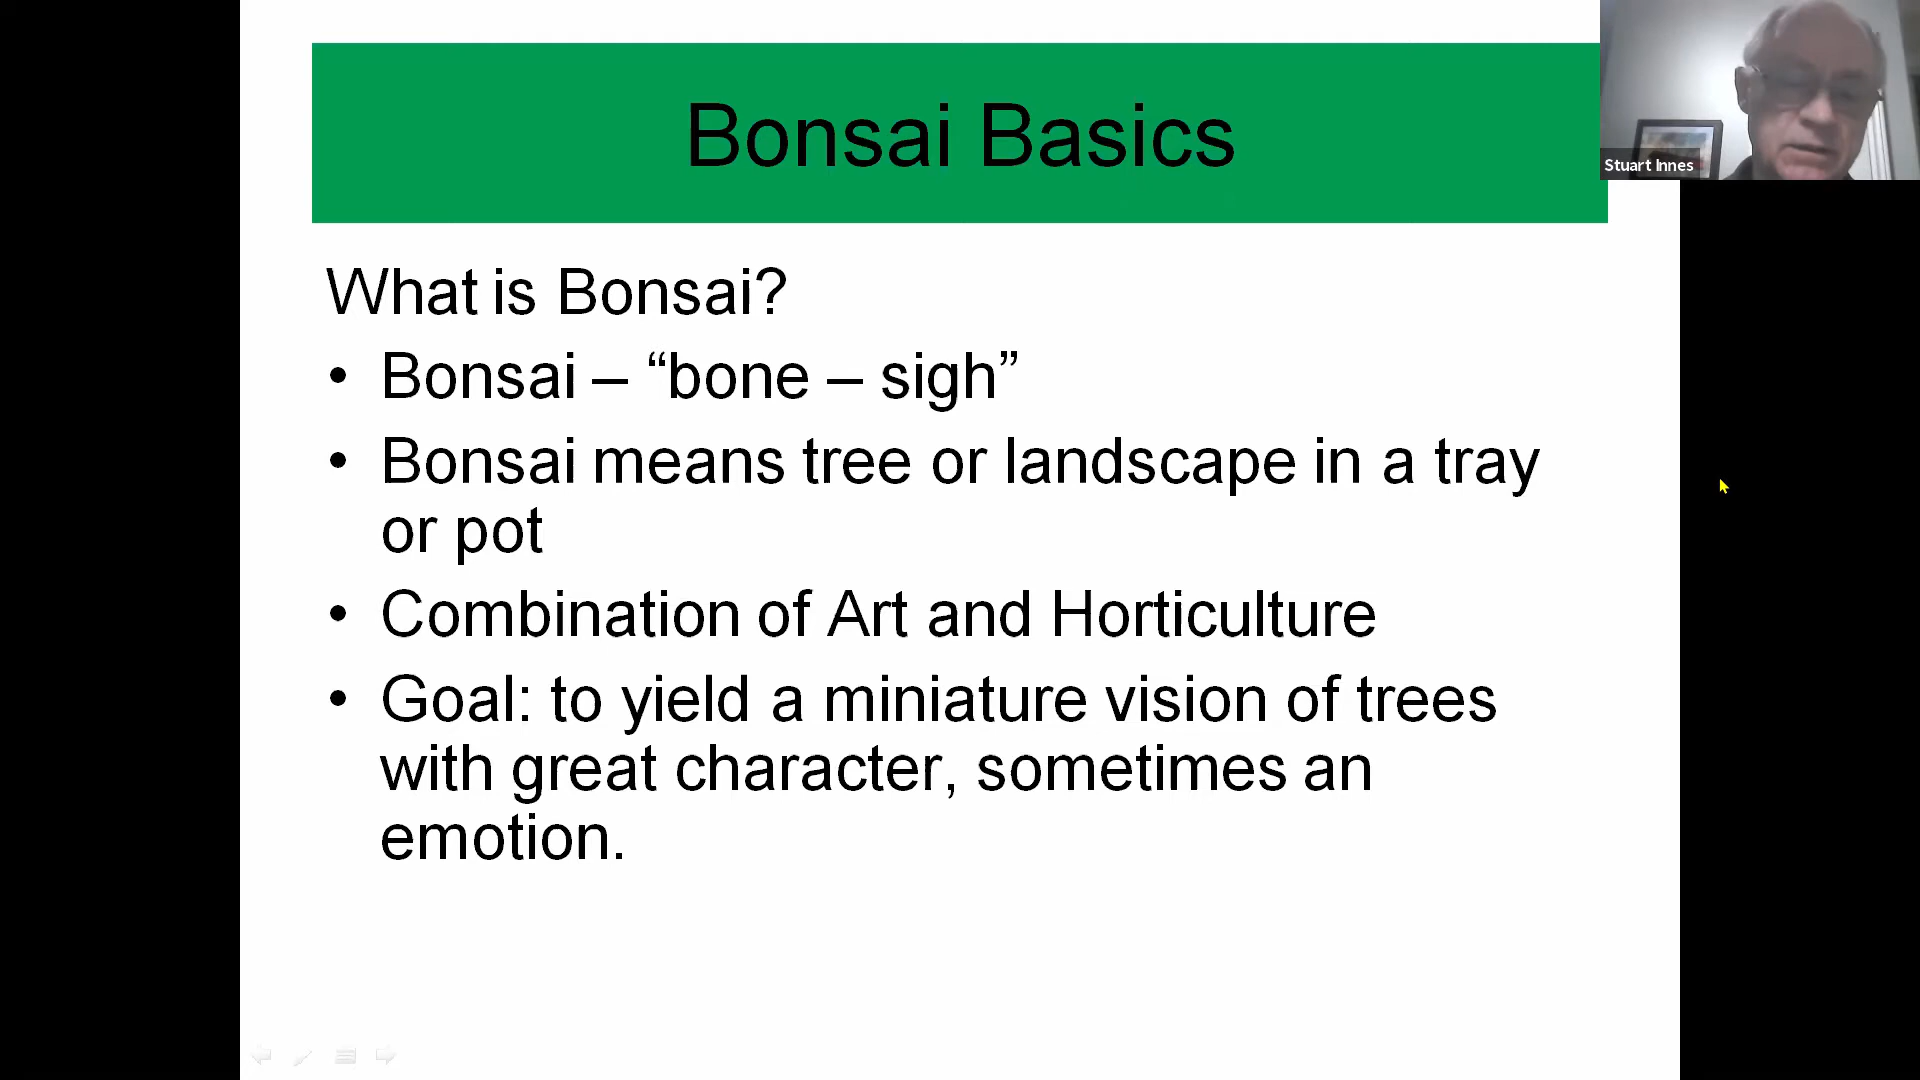 Bonsai Basics
Stuart Innes
What is Bonsai?
• Bonsai – “bone – sigh”
• Bonsai means tree or landscape in a tray
or pot
• Combination of Art and Horticulture
• Goal: to yield a miniature vision of trees
with great character, sometimes an
emotion.